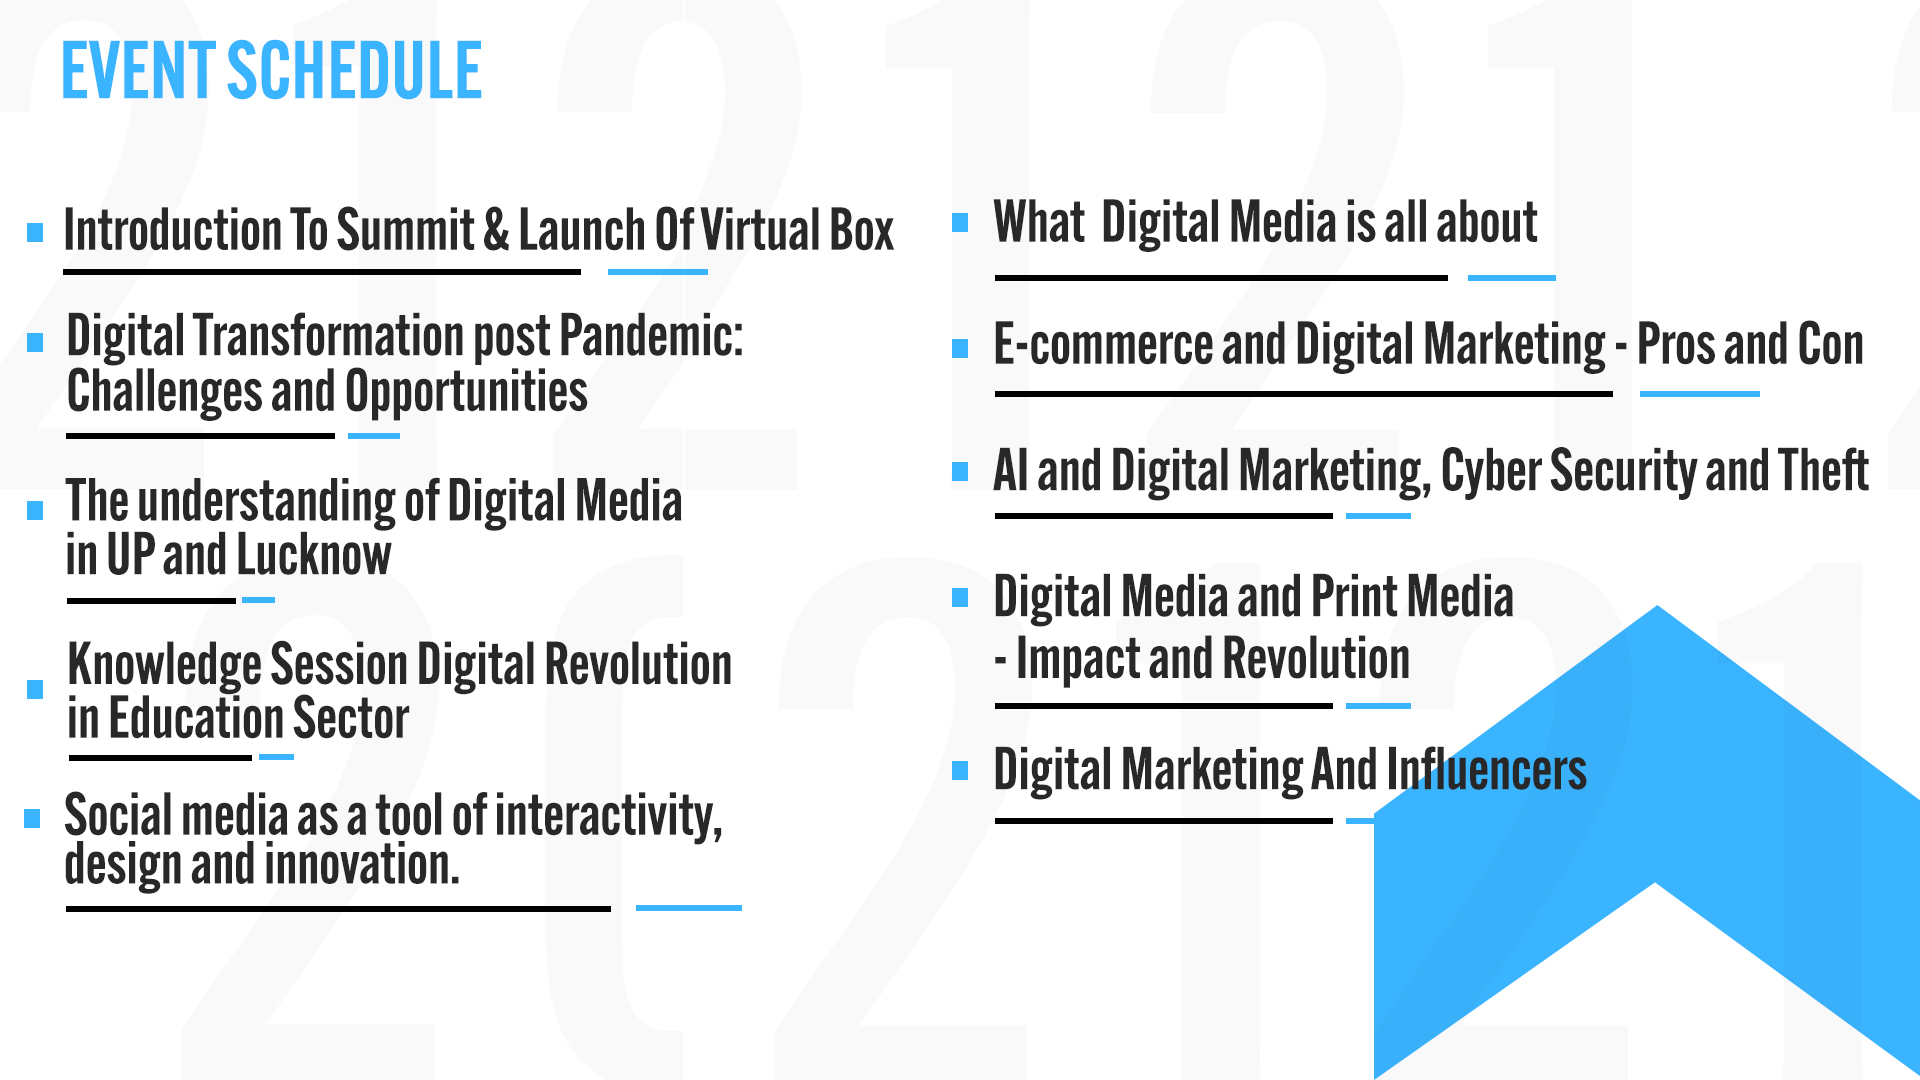 EVENT SCHEDULE
Introduction To Summit & Launch Of Virtual Box
Digital Transformation post Pandemic:
Challenges and Opportunities
The understanding of Digital Media
in UP and Lucknow
Knowledge Session Digital Revolution
in Education Sector
Social media as a tool of interactivity,
design and innovation.
What Digital Media is all about
E-commerce and Digital Marketing - Pros and Con
AI and Digital Marketing, Cyber Security and Theft
Digital Media and Print Media
- Impact and Revolution
Digital Marketing And Influencers